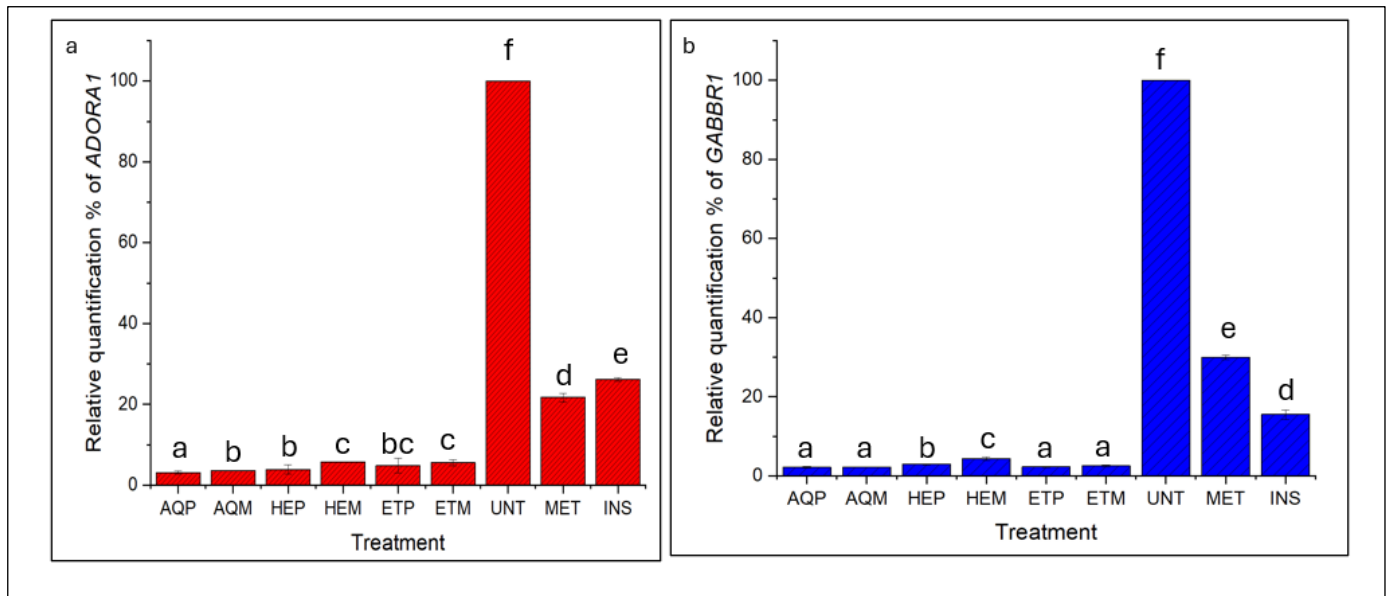 a
Relative quantification % of ADORA1
100
80
60
40
20
0
a b b c bc c f d e
AQP AQM HEP HEM ETP ETM UNT MET INS
Treatment
b
Relative quantification % of GABBR1
100
80
60
40
20
0
a a b c a a f e d
AQP AQM HEP HEM ETP ETM UNT MET INS
Treatment